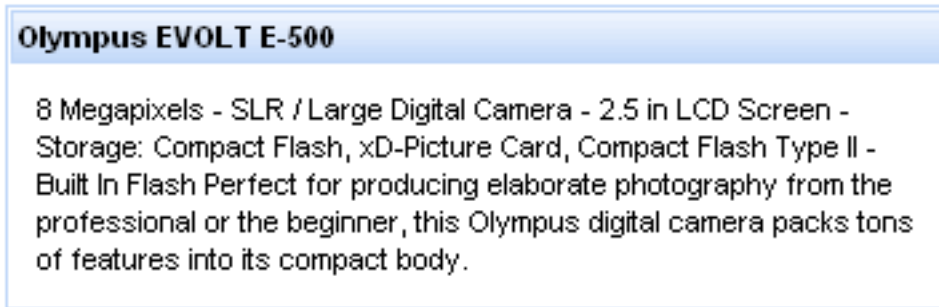 Olympus EVOLT E-500
8 Megapixels - SLR / Large Digital Camera - 2.5 in LCD Screen -
Storage: Compact Flash, xD-Picture Card, Compact Flash Type II -
Built In Flash Perfect for producing elaborate photography from the
professional or the beginner, this Olympus digital camera packs tons
of features into its compact body.